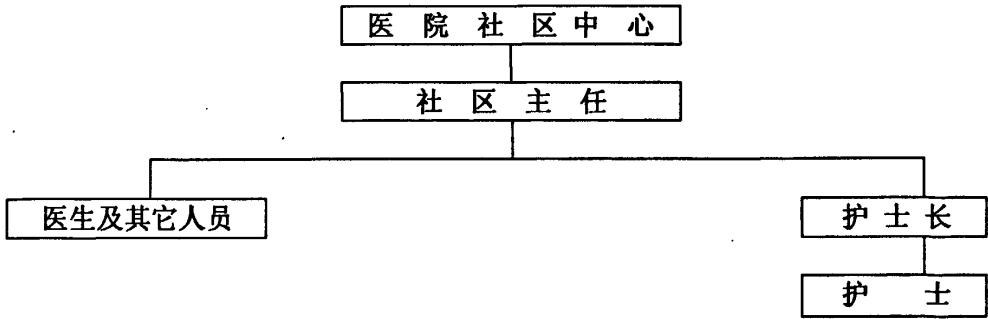 医院社区中心
社区主任
医生及其它人员
护士长
护士